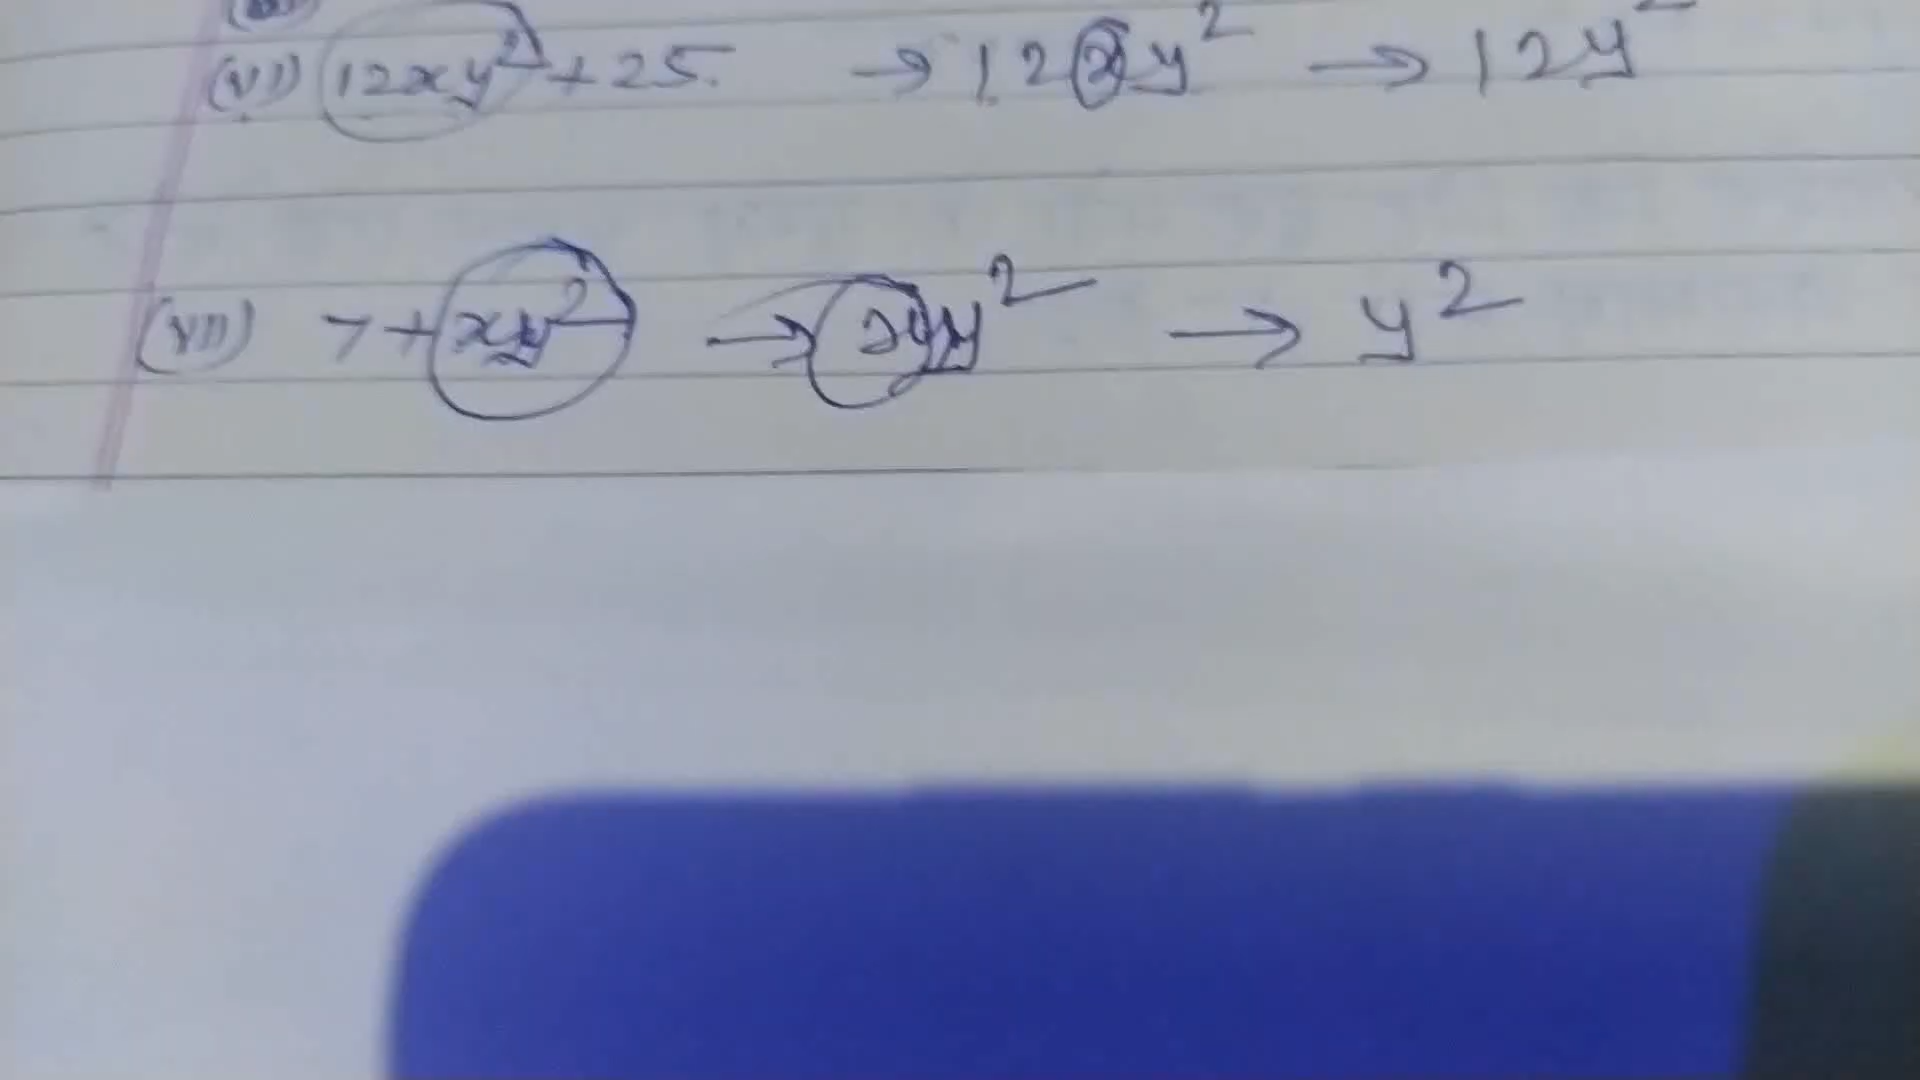 (vi) 12xy² + 25. → 12xy² → 12y²
(vii) 7 + xy² → xy² → y²